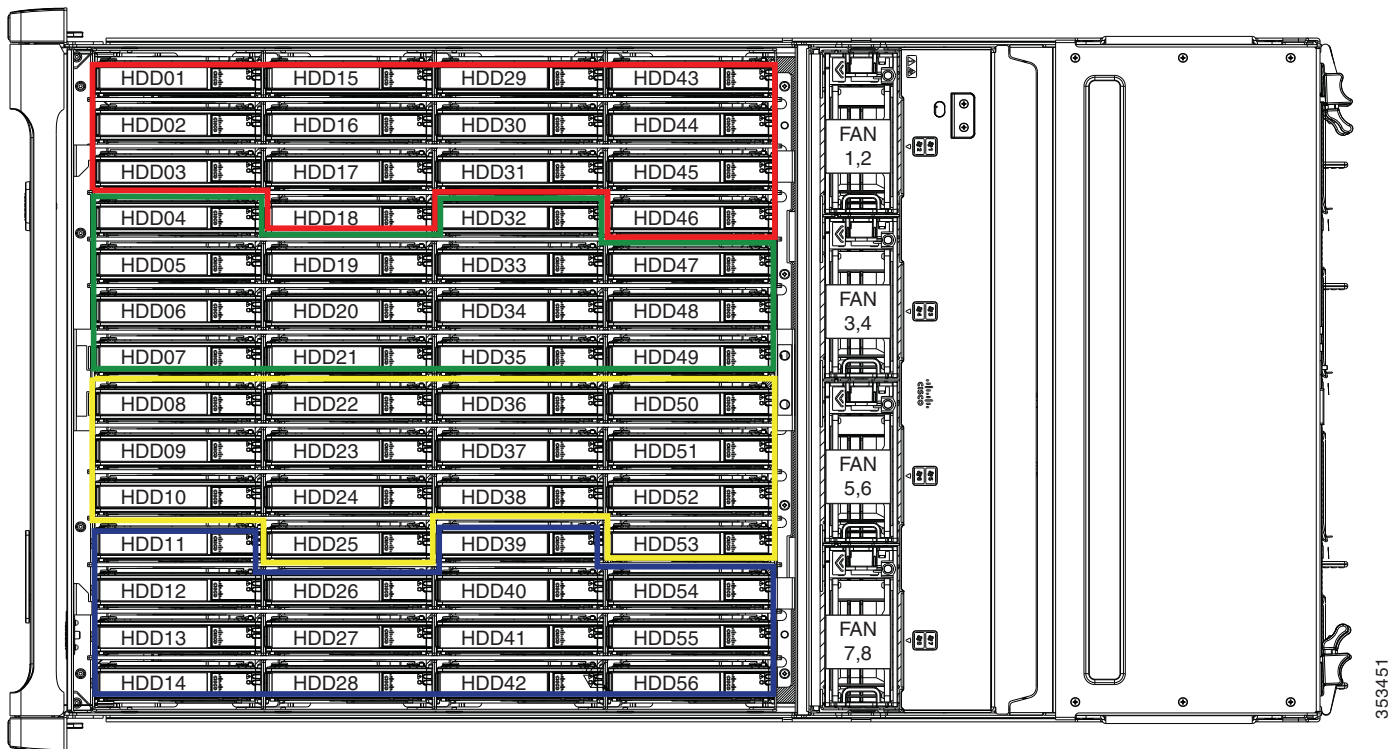 HDD01 HDD15 HDD29 HDD43
HDD02 HDD16 HDD30 HDD44
HDD03 HDD17 HDD31 HDD45
HDD04 HDD18 HDD32 HDD46
HDD05 HDD19 HDD33 HDD47
HDD06 HDD20 HDD34 HDD48
HDD07 HDD21 HDD35 HDD49
HDD08 HDD22 HDD36 HDD50
HDD09 HDD23 HDD37 HDD51
HDD10 HDD24 HDD38 HDD52
HDD11 HDD25 HDD39 HDD53
HDD12 HDD26 HDD40 HDD54
HDD13 HDD27 HDD41 HDD55
HDD14 HDD28 HDD42 HDD56
FAN
1,2
FAN
3,4
FAN
5,6
FAN
7,8
CISCO
353451